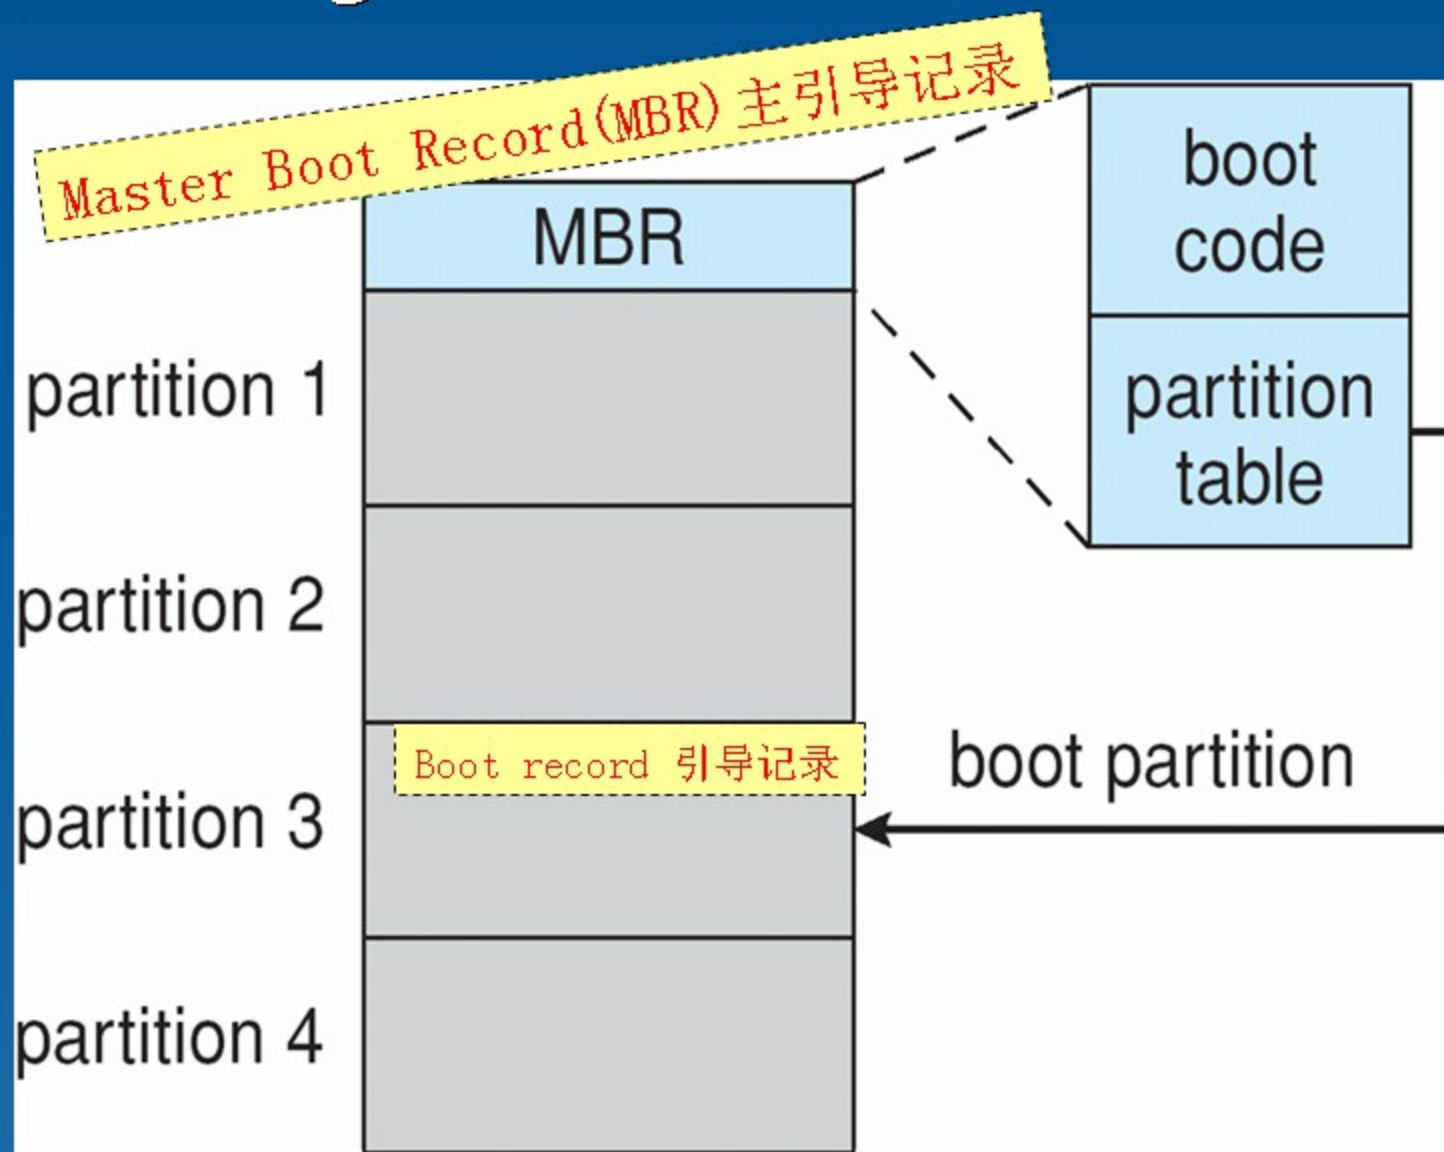 Master Boot Record(MBR)主引导记录
MBR
boot
code
partition
table
partition 1
partition 2
Boot record 引导记录
boot partition
partition 3
partition 4